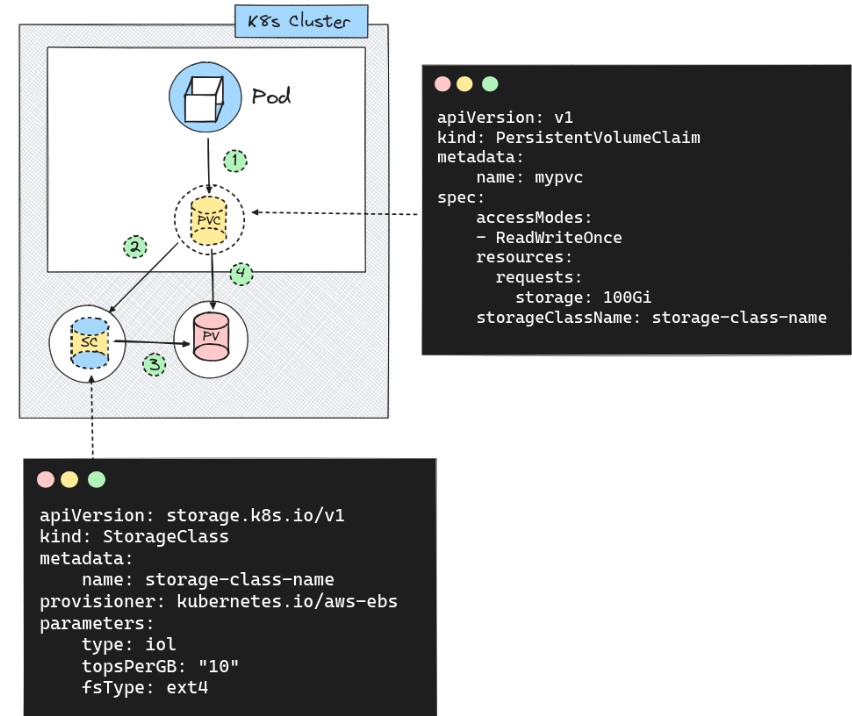 K8s Cluster
Pod
1
PVC
2
4
SC
PV
3
apiVersion: v1
kind: PersistentVolumeClaim
metadata:
    name: mypvc
spec:
    accessModes:
    - ReadWriteOnce
    resources:
      requests:
        storage: 100Gi
    storageClassName: storage-class-name
apiVersion: storage.k8s.io/v1
kind: StorageClass
metadata:
    name: storage-class-name
provisioner: kubernetes.io/aws-ebs
parameters:
    type: iol
    topsPerGB: "10"
    fsType: ext4